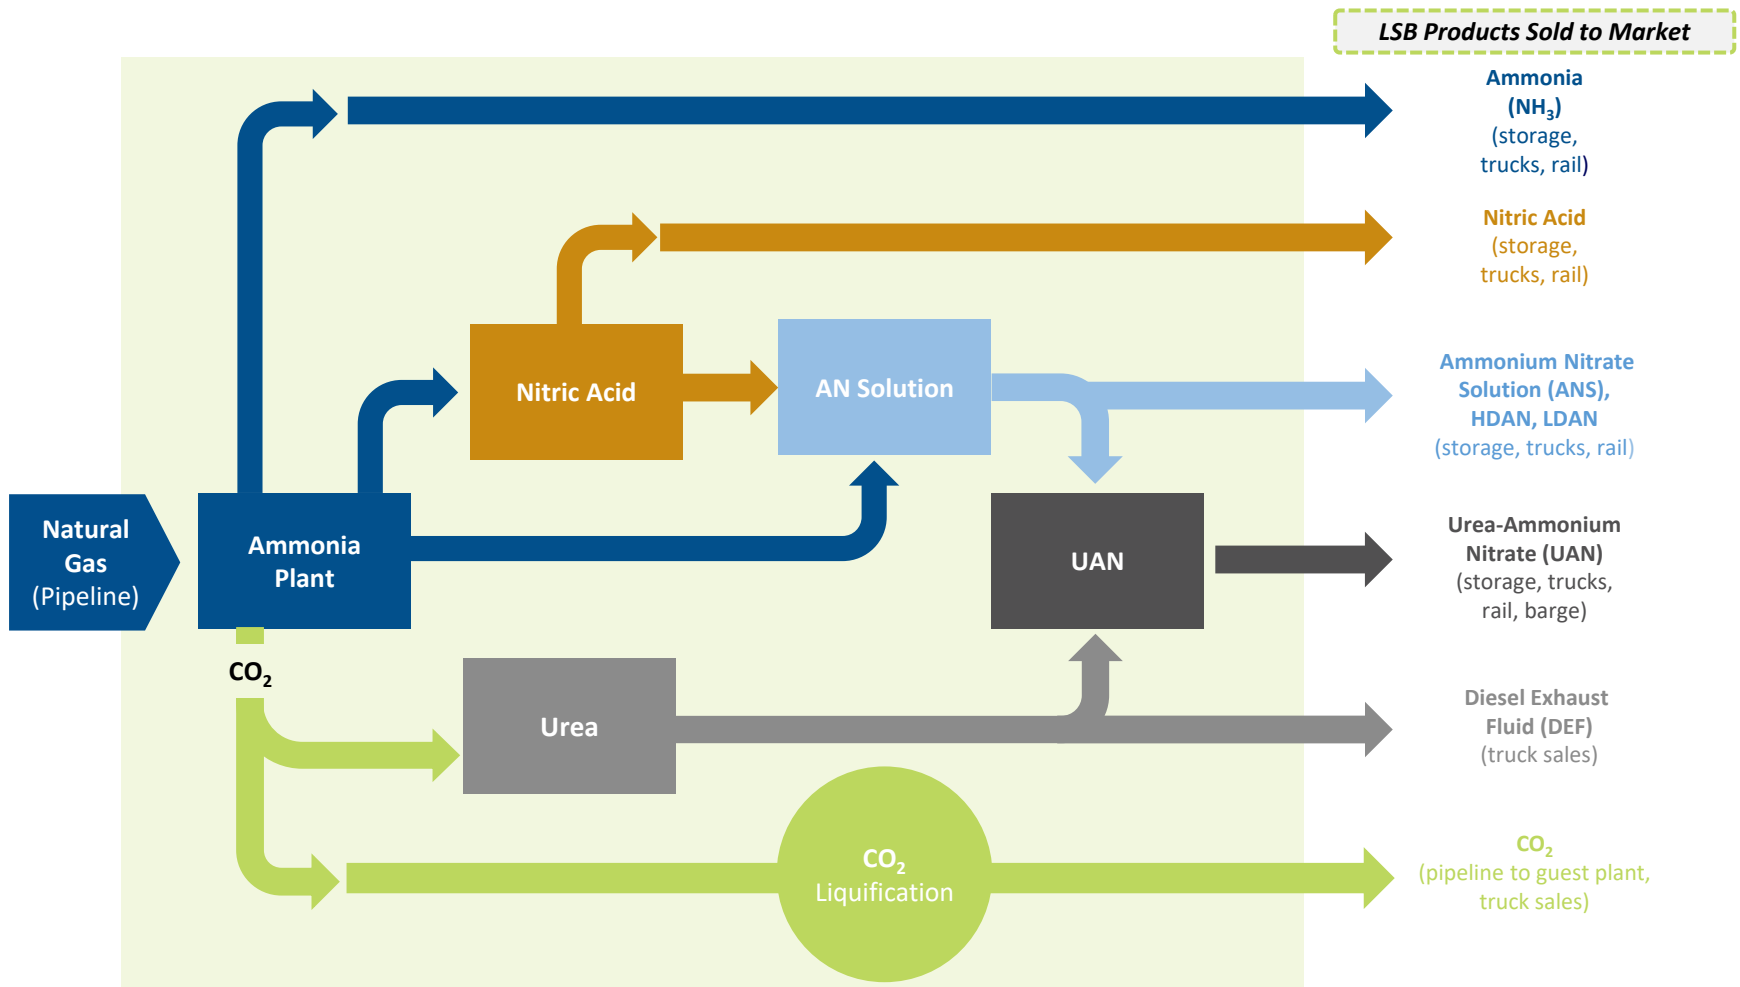 LSB Products Sold to Market
Ammonia
(NH₃)
(storage,
trucks, rail)
Nitric Acid
(storage,
trucks, rail)
Nitric Acid
AN Solution
Ammonium Nitrate
Solution (ANS),
HDAN, LDAN
(storage, trucks, rail)
Natural
Gas
(Pipeline)
Ammonia
Plant
UAN
Urea-Ammonium
Nitrate (UAN)
(storage, trucks,
rail, barge)
CO₂
Urea
Diesel Exhaust
Fluid (DEF)
(truck sales)
CO₂
Liquification
CO₂
(pipeline to guest plant,
truck sales)